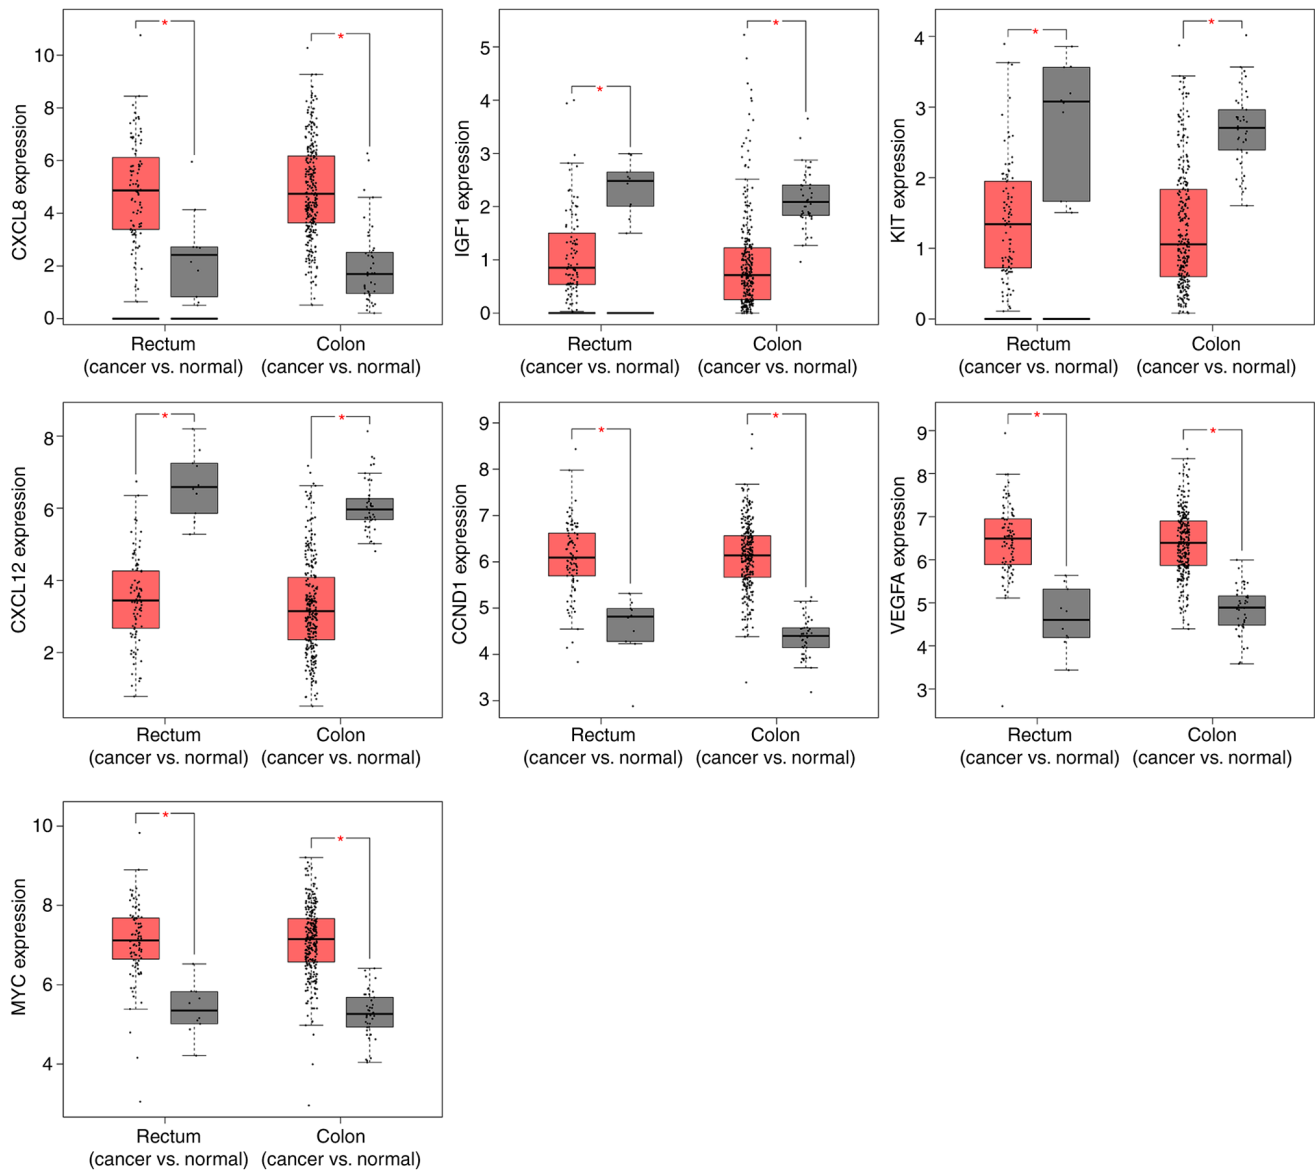 CXCL8 expression
10
8
6
4
2
0
*
*
Rectum
(cancer vs. normal)
Colon
(cancer vs. normal)
IGF1 expression
5
4
3
2
1
0
*
*
Rectum
(cancer vs. normal)
Colon
(cancer vs. normal)
KIT expression
4
3
2
1
0
*
*
Rectum
(cancer vs. normal)
Colon
(cancer vs. normal)
CXCL12 expression
8
6
4
2
*
*
Rectum
(cancer vs. normal)
Colon
(cancer vs. normal)
CCND1 expression
9
8
7
6
5
4
3
*
*
Rectum
(cancer vs. normal)
Colon
(cancer vs. normal)
VEGFA expression
9
8
7
6
5
4
3
*
*
Rectum
(cancer vs. normal)
Colon
(cancer vs. normal)
MYC expression
10
8
6
4
*
*
Rectum
(cancer vs. normal)
Colon
(cancer vs. normal)